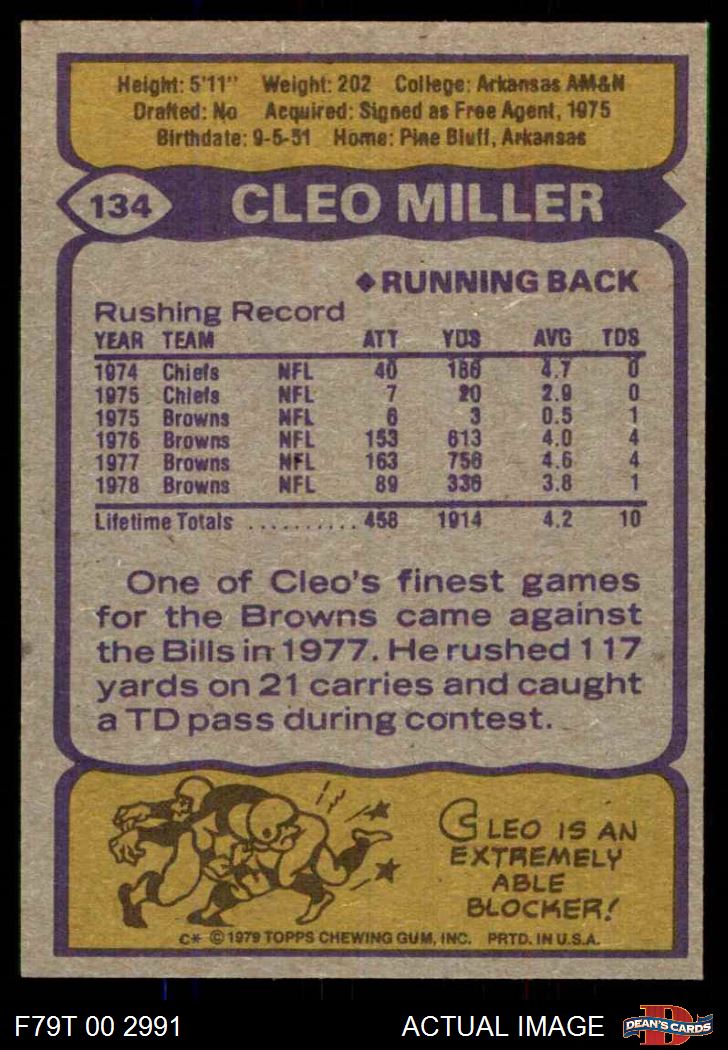 Height: 5'11" Weight: 202 College: Arkansas AM&N
Drafted: No Acquired: Signed as Free Agent, 1975
Birthdate: 9-5-51 Home: Pine Bluff, Arkansas
134 CLEO MILLER
◆RUNNING BACK
Rushing Record
YEAR TEAM ATT YDS AVG TDS
1974 Chiefs NFL 40 186 4.7 0
1975 Chiefs NFL 7 20 2.9 0
1975 Browns NFL 6 3 0.5 1
1976 Browns NFL 153 613 4.0 4
1977 Browns NFL 163 756 4.6 4
1978 Browns NFL 89 336 3.8 1
Lifetime Totals .......... 458 1914 4.2 10
One of Cleo's finest games
for the Browns came against
the Bills in 1977. He rushed 117
yards on 21 carries and caught
a TD pass during contest.
CLEO IS AN
EXTREMELY
ABLE
BLOCKER!
C* © 1979 TOPPS CHEWING GUM, INC. PRTD. IN U.S.A.
F79T 00 2991 ACTUAL IMAGE D DEAN'S CARDS